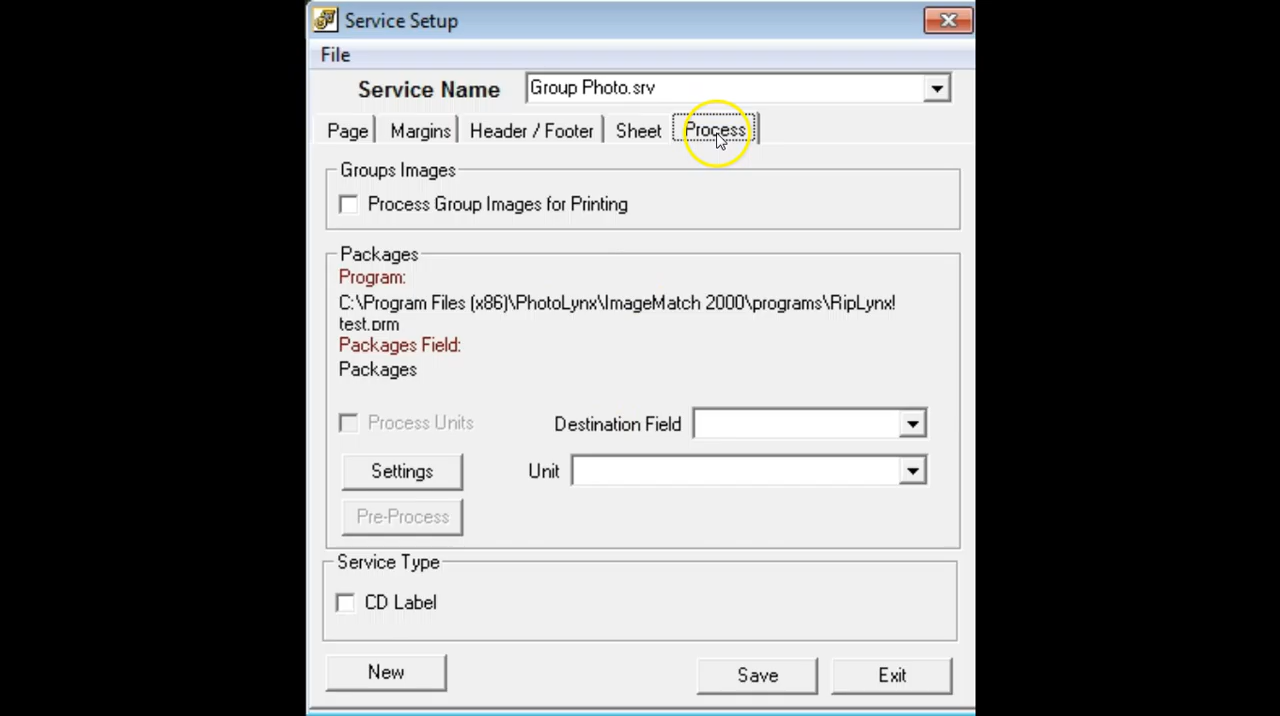 Service Setup
File
Service Name Group Photo.srv
Page Margins Header / Footer Sheet Process
Groups Images
Process Group Images for Printing
Packages
Program:
C:\Program Files (x86)\PhotoLynx\ImageMatch 2000\programs\RipLynx!
test.prm
Packages Field:
Packages
Process Units Destination Field
Settings Unit
Pre-Process
Service Type
CD Label
New Save Exit